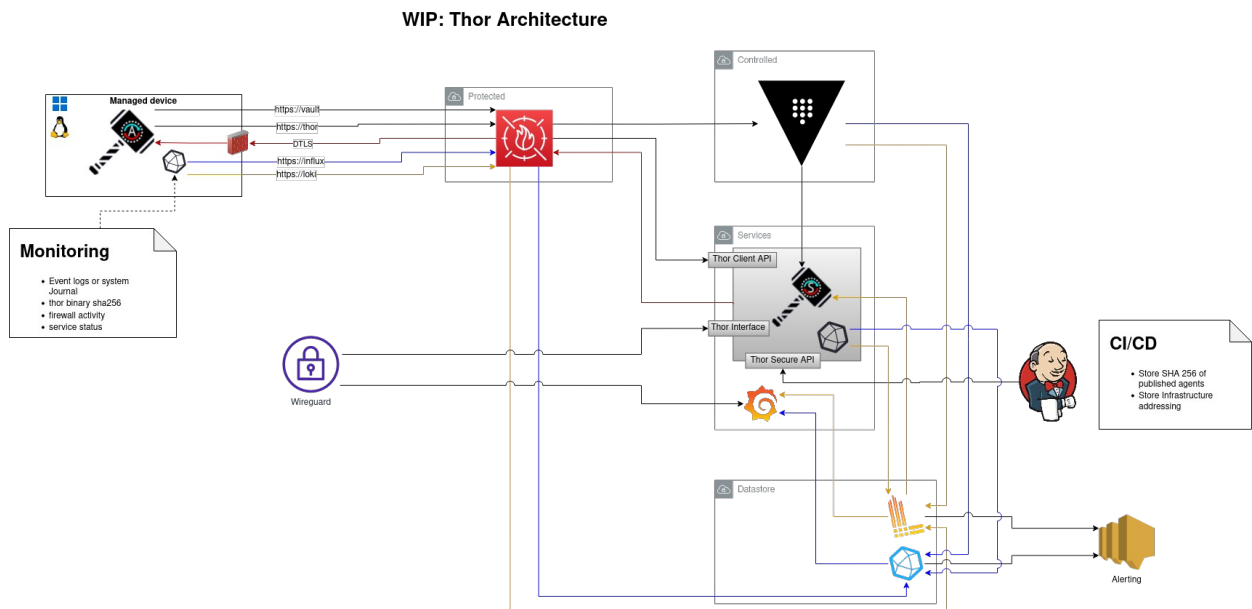 WIP: Thor Architecture
Managed device
A
https://vault
https://thor
DTLS
https://influx
https://loki
Protected
Controlled
Monitoring
Event logs or system
Journal
thor binary sha256
firewall activity
service status
Services
Thor Client API
S
Thor Interface
Thor Secure API
Wireguard
CI/CD
Store SHA 256 of
published agents
Store Infrastructure
addressing
Datastore
Alerting